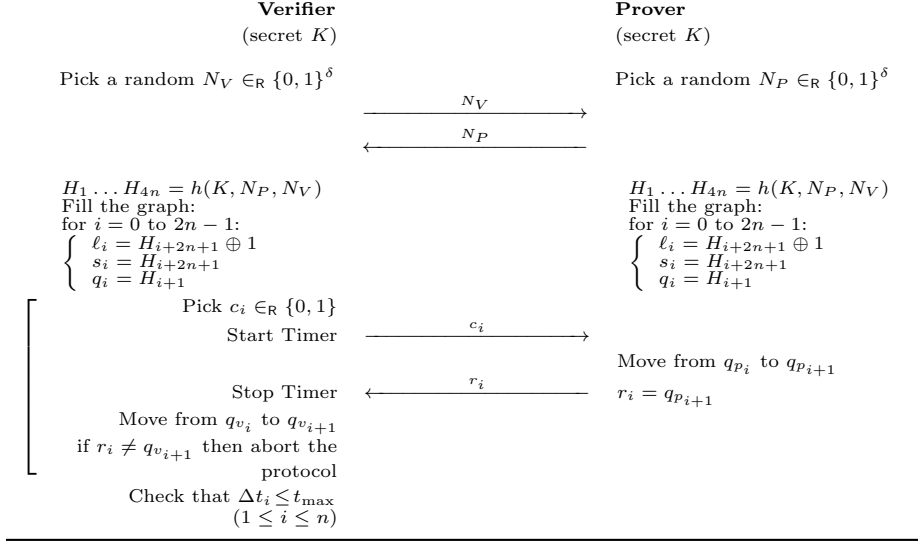 Verifier Prover
(secret K) (secret K)
Pick a random N_V ∈_R {0, 1}^δ Pick a random N_P ∈_R {0, 1}^δ
N_V
N_P
H_1 … H_{4n} = h(K, N_P, N_V) H_1 … H_{4n} = h(K, N_P, N_V)
Fill the graph: Fill the graph:
for i = 0 to 2n − 1: for i = 0 to 2n − 1:
ℓ_i = H_{i+2n+1} ⊕ 1 ℓ_i = H_{i+2n+1} ⊕ 1
s_i = H_{i+2n+1} s_i = H_{i+2n+1}
q_i = H_{i+1} q_i = H_{i+1}
Pick c_i ∈_R {0, 1}
Start Timer c_i
Move from q_{p_i} to q_{p_{i+1}}
Stop Timer r_i r_i = q_{p_{i+1}}
Move from q_{v_i} to q_{v_{i+1}}
if r_i ≠ q_{v_{i+1}} then abort the
protocol
Check that Δt_i ≤ t_max
(1 ≤ i ≤ n)